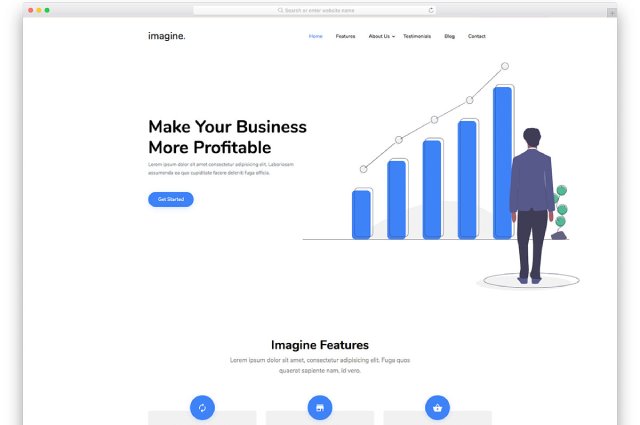 Search or enter website name
imagine.
Home Features About Us Testimonials Blog Contact
Make Your Business
More Profitable
Lorem ipsum dolor sit amet consectetur adipisicing elit. Laboriosam
assumenda ea quo cupiditate facere deleniti fuga officia.
Get Started
Imagine Features
Lorem ipsum dolor sit amet, consectetur adipisicing elit. Fuga quos
quaerat sapiente nam, id vero.